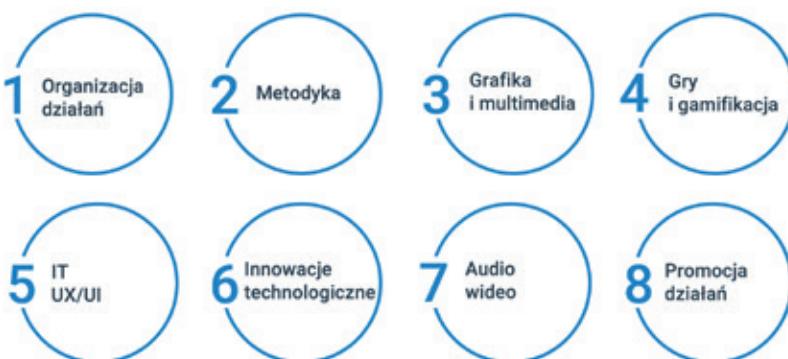 1 Organizacja
działań
2 Metodyka
3 Grafika
i multimedia
4 Gry
i gamifikacja
5 IT
UX/UI
6 Innowacje
technologiczne
7 Audio
wideo
8 Promocja
działań